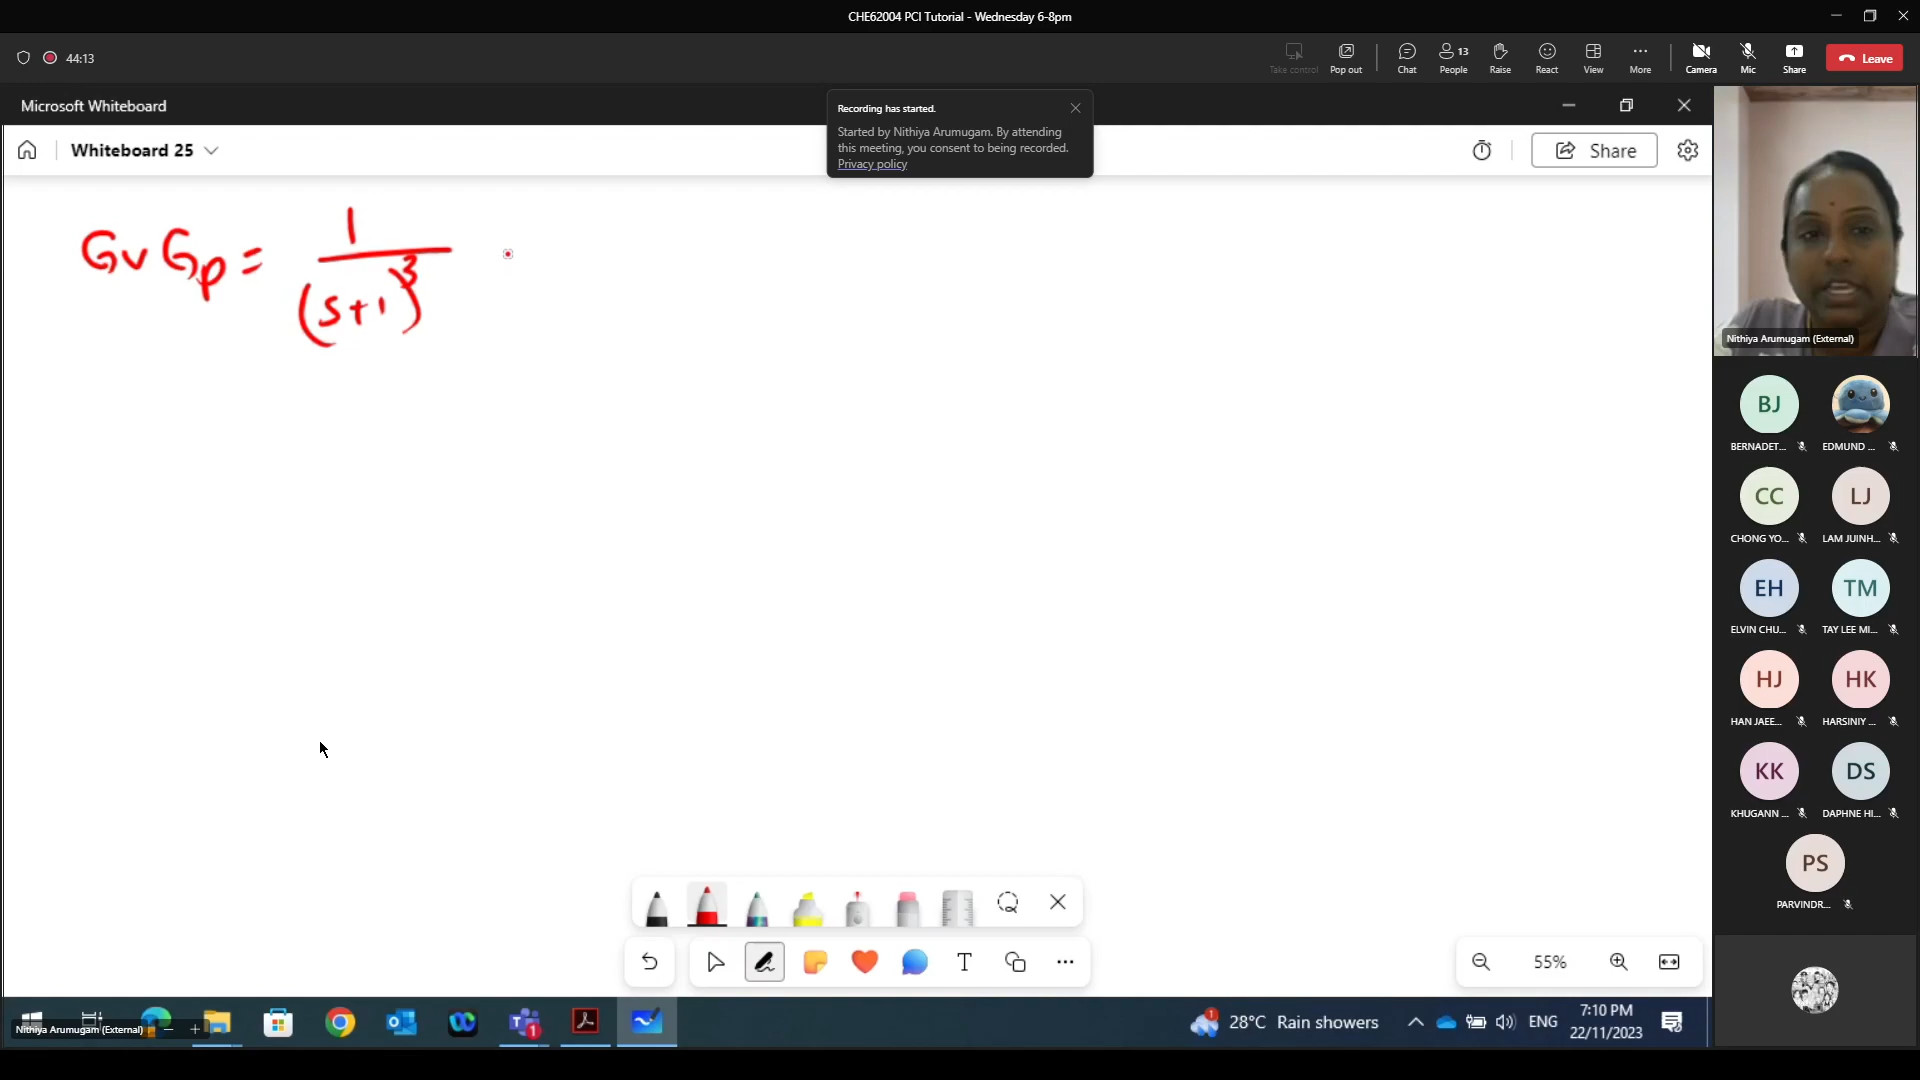 CHE62004 PCI Tutorial - Wednesday 6-8pm
44:13
Take control
Pop out
Chat
13
People
Raise
React
View
More
Camera
Mic
Share
Leave
Microsoft Whiteboard
Recording has started.
Started by Nithiya Arumugam. By attending
this meeting, you consent to being recorded.
Privacy policy
Whiteboard 25
Share
Gv Gp = 1
(s+1)^3
Nithiya Arumugam (External)
BJ
BERNADET...
EDMUND ...
CC
CHONG YO...
LJ
LAM JUINH...
EH
ELVIN CHU...
TM
TAY LEE MI...
HJ
HAN JAEE...
HK
HARSINIY ...
KK
KHUGANN ...
DS
DAPHNE HI...
PS
PARVINDR...
T
55%
Nithiya Arumugam (External)
1
1
28°C Rain showers
ENG
7:10 PM
22/11/2023